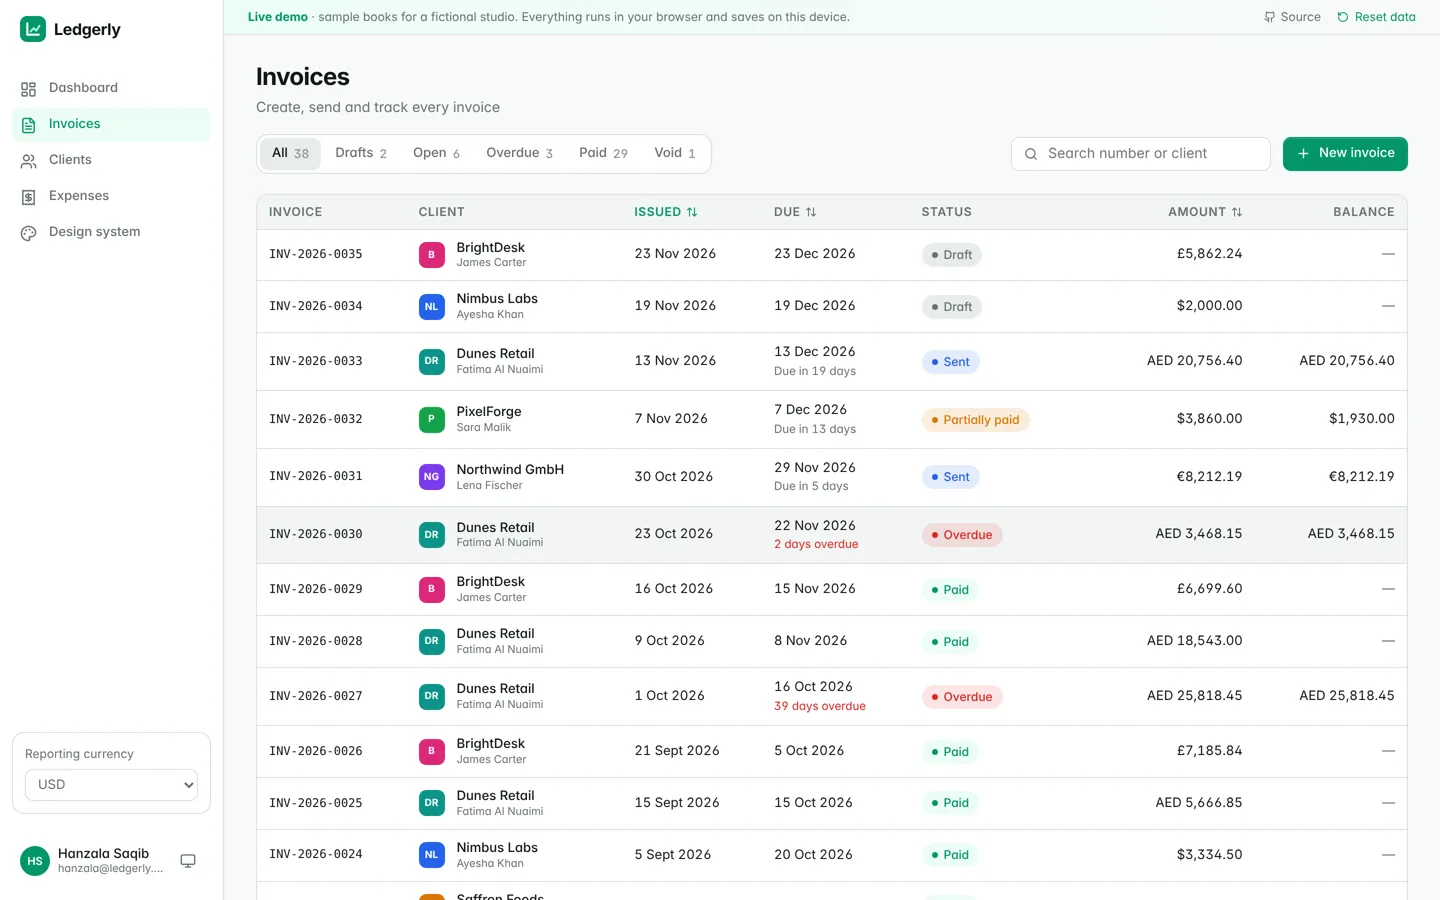 Ledgerly
Live demo · sample books for a fictional studio. Everything runs in your browser and saves on this device.
Source
Reset data
Dashboard
Invoices
Clients
Expenses
Design system
Invoices
Create, send and track every invoice
All 38 Drafts 2 Open 6 Overdue 3 Paid 29 Void 1
Search number or client
+ New invoice
INVOICE CLIENT ISSUED DUE STATUS AMOUNT BALANCE
INV-2026-0035 B BrightDesk 23 Nov 2026 23 Dec 2026 Draft £5,862.24 —
James Carter
INV-2026-0034 NL Nimbus Labs 19 Nov 2026 19 Dec 2026 Draft $2,000.00 —
Ayesha Khan
INV-2026-0033 DR Dunes Retail 13 Nov 2026 13 Dec 2026 Sent AED 20,756.40 AED 20,756.40
Fatima Al Nuaimi Due in 19 days
INV-2026-0032 P PixelForge 7 Nov 2026 7 Dec 2026 Partially paid $3,860.00 $1,930.00
Sara Malik Due in 13 days
INV-2026-0031 NG Northwind GmbH 30 Oct 2026 29 Nov 2026 Sent €8,212.19 €8,212.19
Lena Fischer Due in 5 days
INV-2026-0030 DR Dunes Retail 23 Oct 2026 22 Nov 2026 Overdue AED 3,468.15 AED 3,468.15
Fatima Al Nuaimi 2 days overdue
INV-2026-0029 B BrightDesk 16 Oct 2026 15 Nov 2026 Paid £6,699.60 —
James Carter
INV-2026-0028 DR Dunes Retail 9 Oct 2026 8 Nov 2026 Paid AED 18,543.00 —
Fatima Al Nuaimi
INV-2026-0027 DR Dunes Retail 1 Oct 2026 16 Oct 2026 Overdue AED 25,818.45 AED 25,818.45
Fatima Al Nuaimi 39 days overdue
INV-2026-0026 B BrightDesk 21 Sept 2026 5 Oct 2026 Paid £7,185.84 —
James Carter
INV-2026-0025 DR Dunes Retail 15 Sept 2026 15 Oct 2026 Paid AED 5,666.85 —
Fatima Al Nuaimi
INV-2026-0024 NL Nimbus Labs 5 Sept 2026 20 Oct 2026 Paid $3,334.50 —
Ayesha Khan
Saffron Foods
Reporting currency
USD
HS Hanzala Saqib
hanzala@ledgerly....